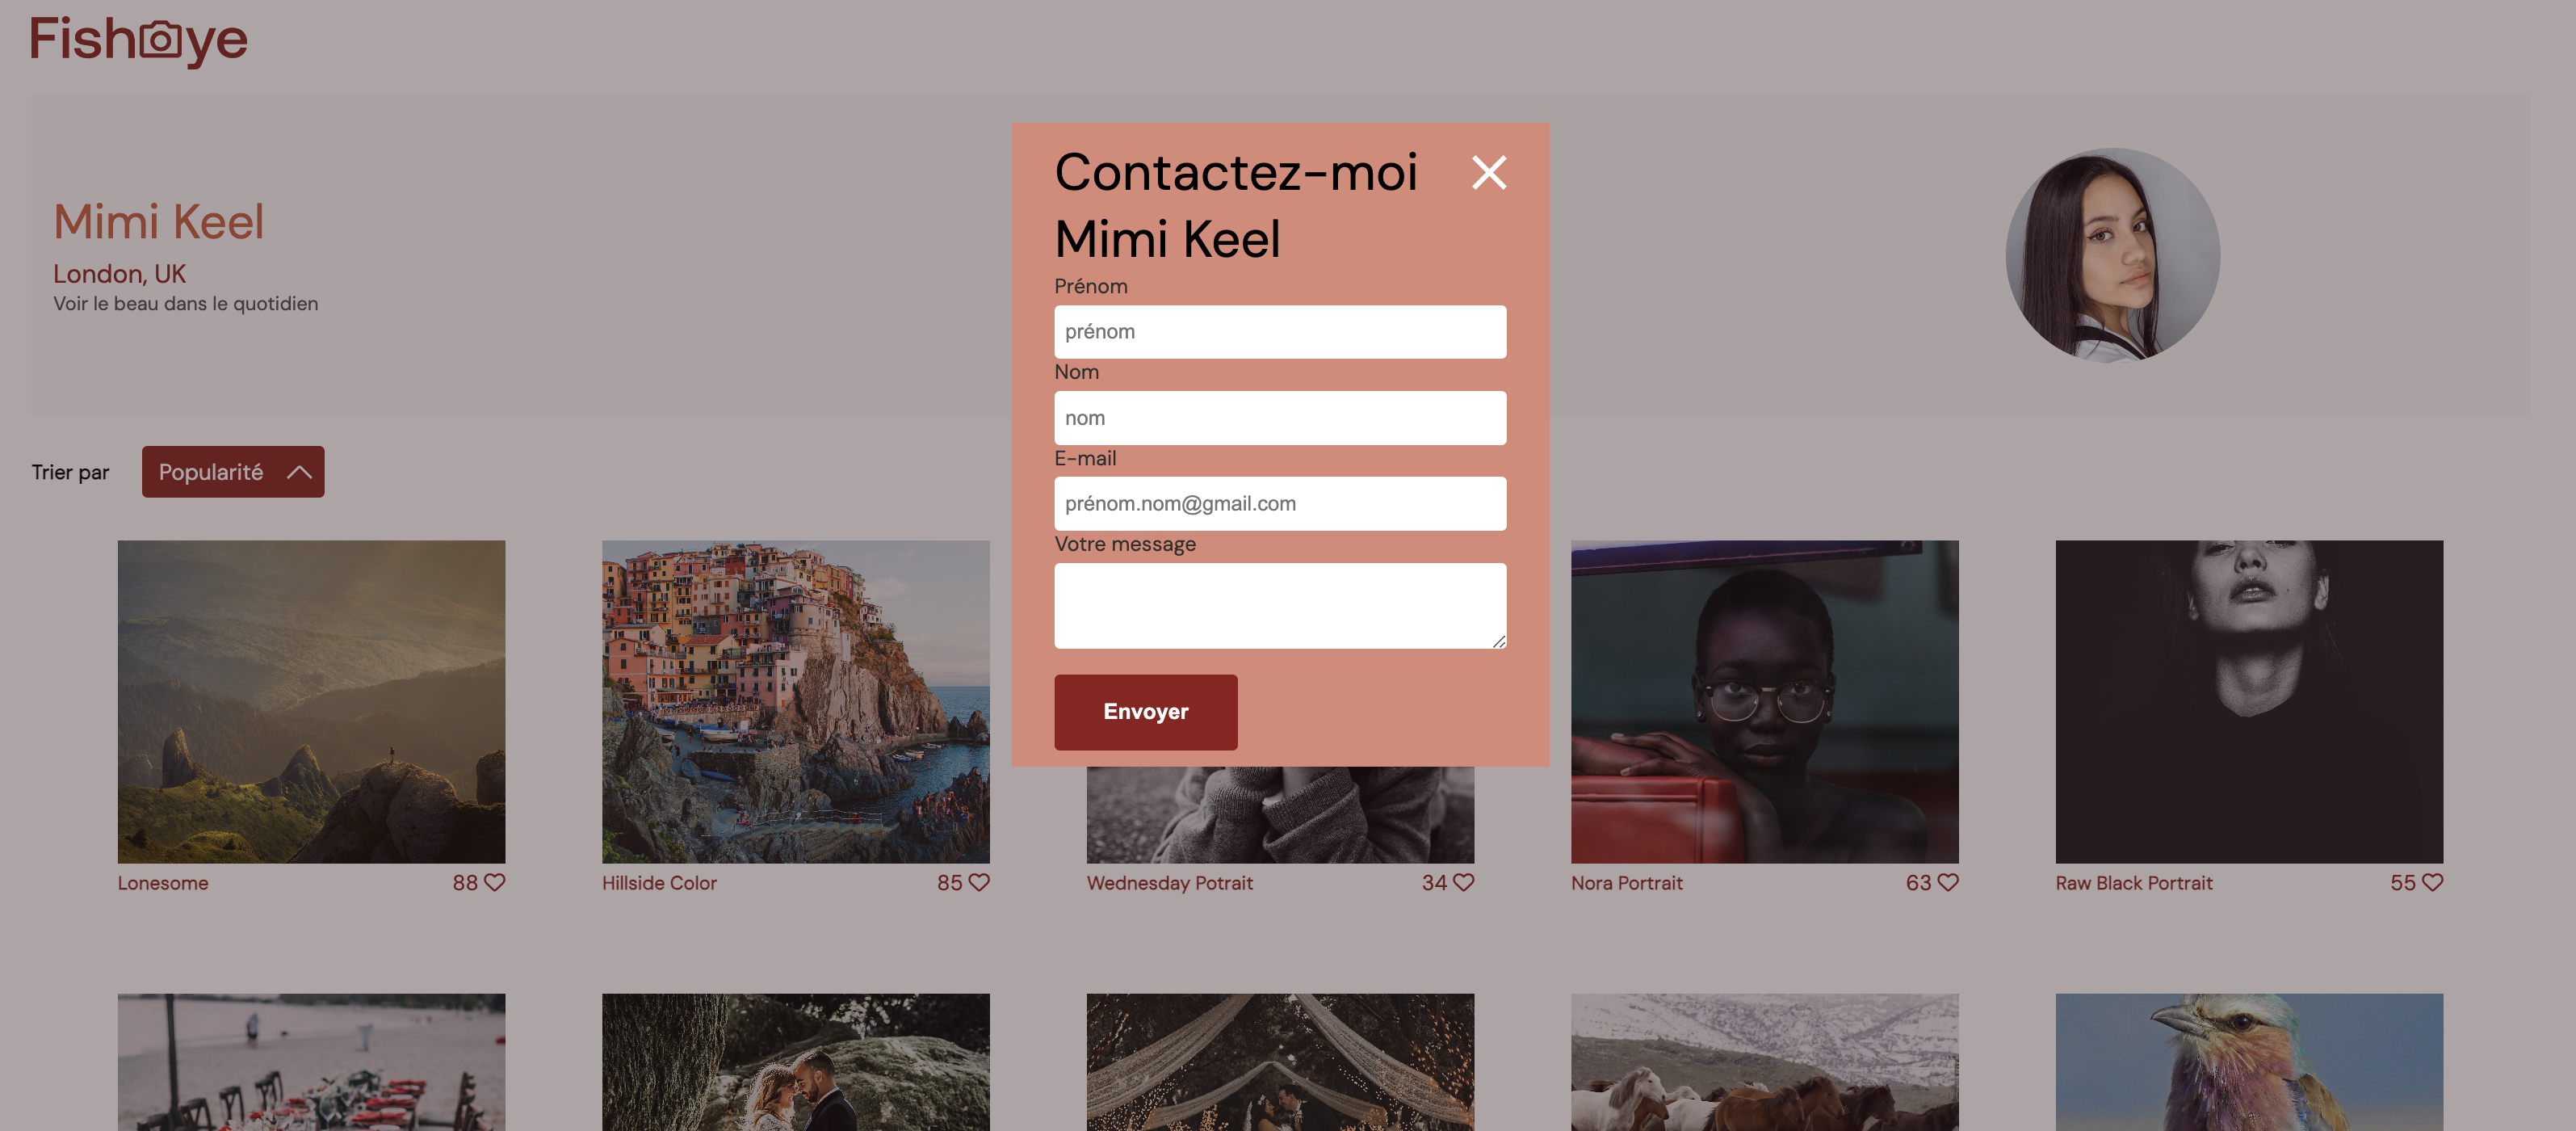 Fisheye
Contactez-moi
Mimi Keel
Mimi Keel
London, UK
Voir le beau dans le quotidien
Prénom
prénom
Nom
nom
E-mail
prénom.nom@gmail.com
Votre message
Envoyer
Trier par
Popularité
Lonesome 88
Hillside Color 85
Wednesday Potrait 34
Nora Portrait 63
Raw Black Portrait 55